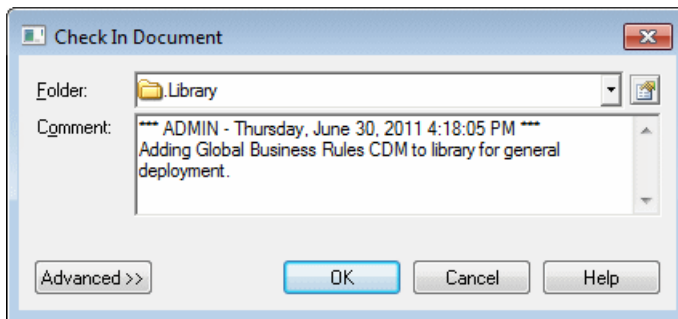 Check In Document
Folder:
.Library
Comment:
*** ADMIN - Thursday, June 30, 2011 4:18:05 PM ***
Adding Global Business Rules CDM to library for general
deployment.
Advanced >>
OK
Cancel
Help